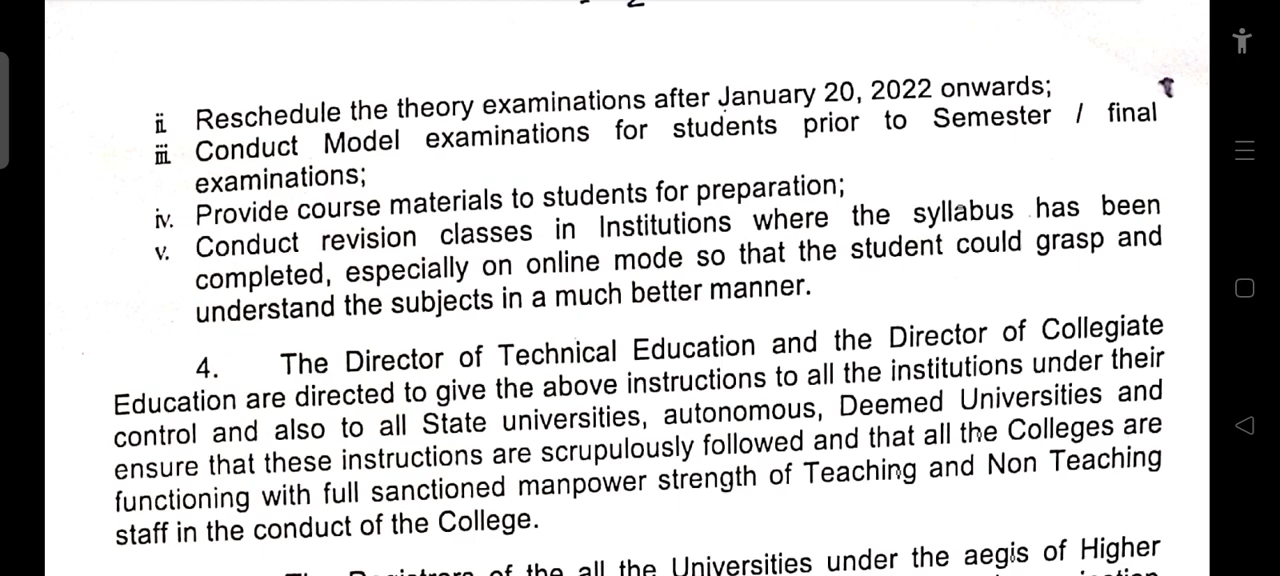 ii. Reschedule the theory examinations after January 20, 2022 onwards;
iii. Conduct Model examinations for students prior to Semester / final
examinations;
iv. Provide course materials to students for preparation;
v. Conduct revision classes in Institutions where the syllabus has been
completed, especially on online mode so that the student could grasp and
understand the subjects in a much better manner.
4. The Director of Technical Education and the Director of Collegiate
Education are directed to give the above instructions to all the institutions under their
control and also to all State universities, autonomous, Deemed Universities and
ensure that these instructions are scrupulously followed and that all the Colleges are
functioning with full sanctioned manpower strength of Teaching and Non Teaching
staff in the conduct of the College.
of the all the Universities under the aegis of Higher